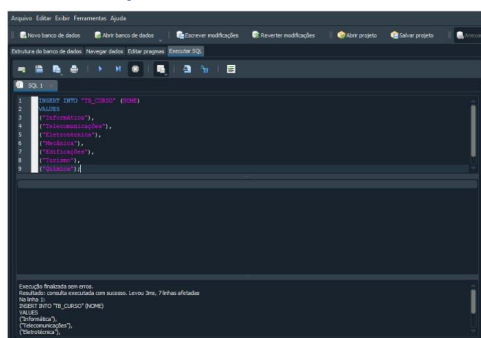 Arquivo Editar Exibir Ferramentas Ajuda
Novo banco de dados Abrir banco de dados Escrever modificações Reverter modificações Abrir projeto Salvar projeto
Estrutura do banco de dados Navegar dados Editar pragmas Executar SQL
SQL 1
1 INSERT INTO "TB_CURSO" (NOME)
2 VALUES
3 ("Informática"),
4 ("Telecomunicações"),
5 ("Eletrotécnica"),
6 ("Mecânica"),
7 ("Edificações"),
8 ("Turismo"),
9 ("Química");
Execução finalizada sem erros.
Resultado: consulta executada com sucesso. Levou 3ms, 7 linhas afetadas
Na linha 1:
INSERT INTO "TB_CURSO" (NOME)
VALUES
("Informática"),
("Telecomunicações"),
("Eletrotécnica"),